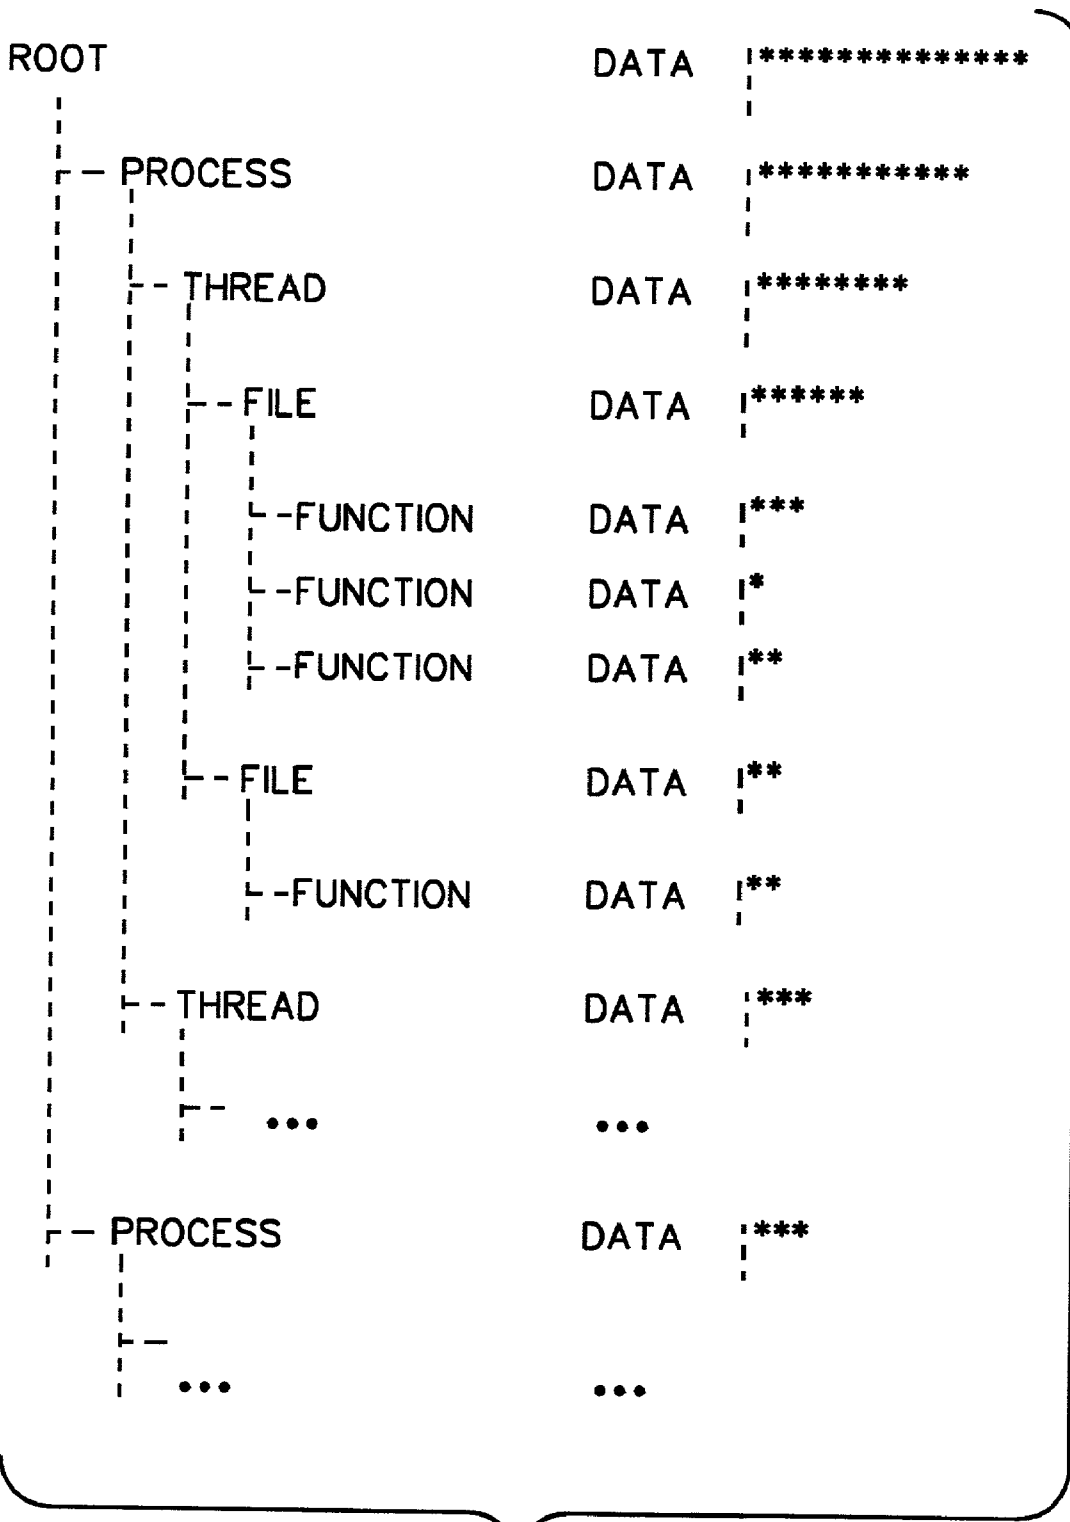 ROOT DATA **************
PROCESS DATA ***********
THREAD DATA ********
FILE DATA ******
FUNCTION DATA ***
FUNCTION DATA *
FUNCTION DATA **
FILE DATA **
FUNCTION DATA **
THREAD DATA ***
... ...
PROCESS DATA ***
... ...